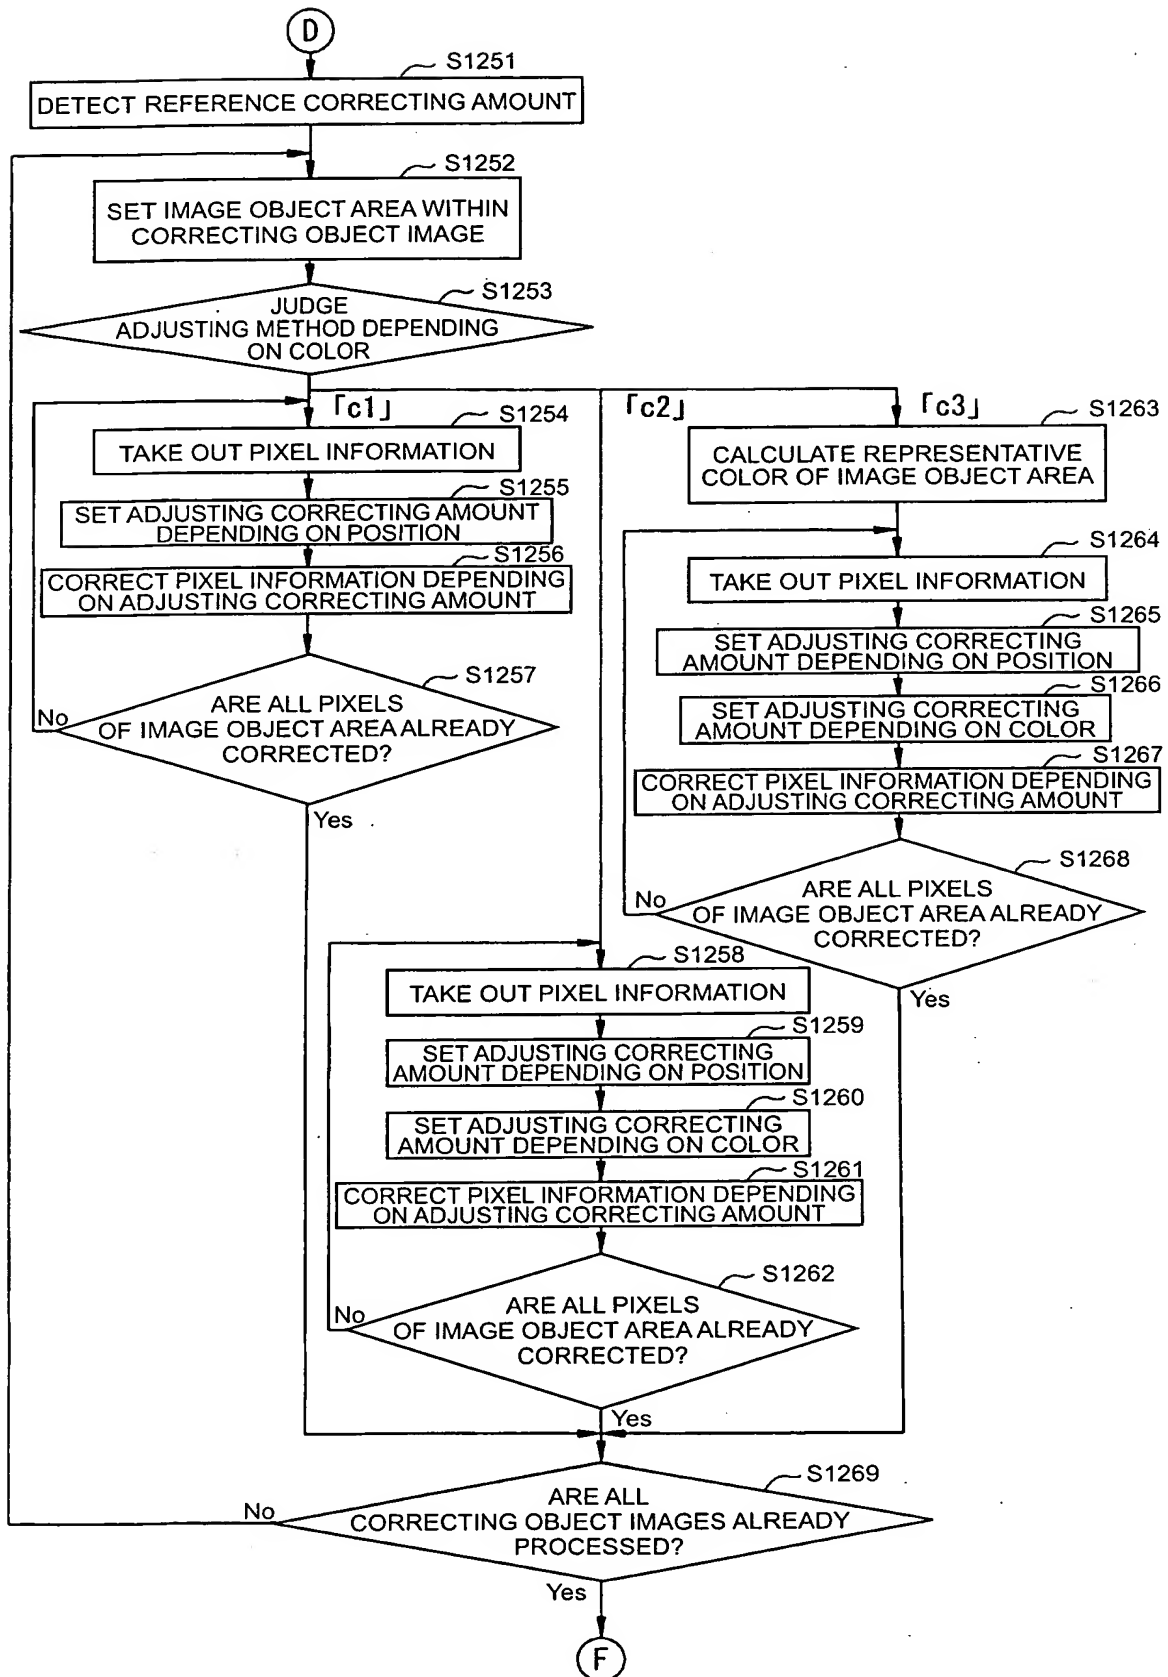 D
S1251
DETECT REFERENCE CORRECTING AMOUNT
S1252
SET IMAGE OBJECT AREA WITHIN
CORRECTING OBJECT IMAGE
S1253
JUDGE
ADJUSTING METHOD DEPENDING
ON COLOR
「c1」
S1254
TAKE OUT PIXEL INFORMATION
S1255
SET ADJUSTING CORRECTING AMOUNT
DEPENDING ON POSITION
S1256
CORRECT PIXEL INFORMATION DEPENDING
ON ADJUSTING CORRECTING AMOUNT
S1257
ARE ALL PIXELS
OF IMAGE OBJECT AREA ALREADY
CORRECTED?
No
Yes
「c2」
S1258
TAKE OUT PIXEL INFORMATION
S1259
SET ADJUSTING CORRECTING
AMOUNT DEPENDING ON POSITION
S1260
SET ADJUSTING CORRECTING
AMOUNT DEPENDING ON COLOR
S1261
CORRECT PIXEL INFORMATION DEPENDING
ON ADJUSTING CORRECTING AMOUNT
S1262
ARE ALL PIXELS
OF IMAGE OBJECT AREA ALREADY
CORRECTED?
No
Yes
「c3」
S1263
CALCULATE REPRESENTATIVE
COLOR OF IMAGE OBJECT AREA
S1264
TAKE OUT PIXEL INFORMATION
S1265
SET ADJUSTING CORRECTING
AMOUNT DEPENDING ON POSITION
S1266
SET ADJUSTING CORRECTING
AMOUNT DEPENDING ON COLOR
S1267
CORRECT PIXEL INFORMATION DEPENDING
ON ADJUSTING CORRECTING AMOUNT
S1268
ARE ALL PIXELS
OF IMAGE OBJECT AREA ALREADY
CORRECTED?
No
Yes
S1269
ARE ALL
CORRECTING OBJECT IMAGES ALREADY
PROCESSED?
No
Yes
F